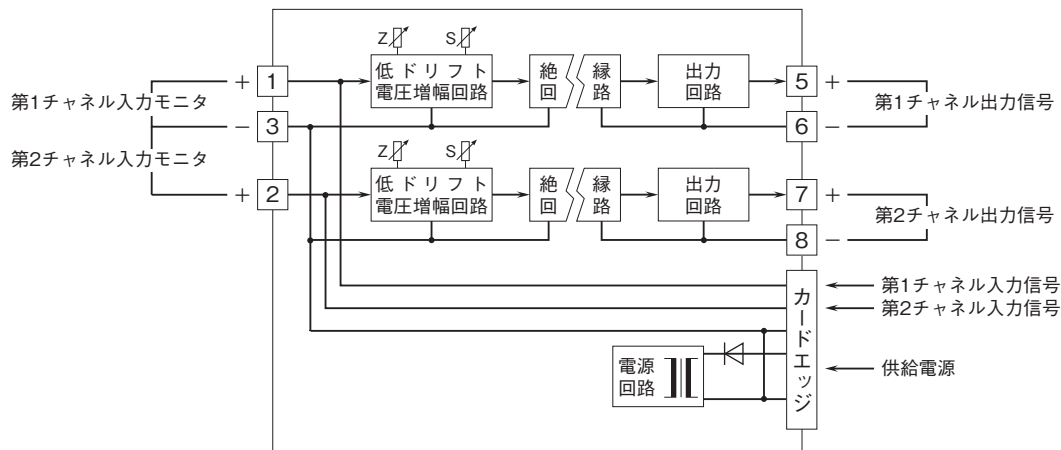 Z S
第1チャネル入力モニタ
+ 1
- 3
低ドリフト
電圧増幅回路
絶 縁
回 路
出力
回路
5 +
6 -
第1チャネル出力信号
Z S
第2チャネル入力モニタ
+ 2
低ドリフト
電圧増幅回路
絶 縁
回 路
出力
回路
7 +
8 -
第2チャネル出力信号
カードエッジ
第1チャネル入力信号
第2チャネル入力信号
供給電源
電源
回路